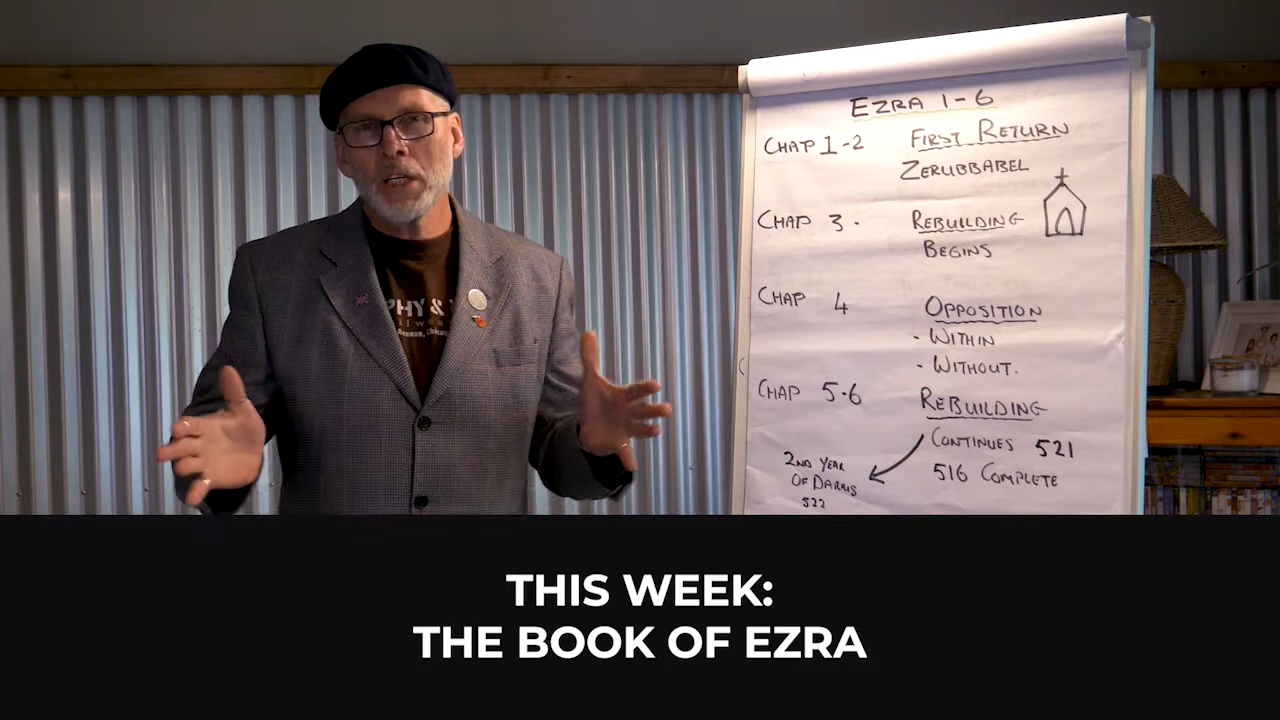 EZRA 1-6
CHAP 1-2 FIRST RETURN
ZERUBBABEL
CHAP 3. REBUILDING
BEGINS
CHAP 4 OPPOSITION
- WITHIN
- WITHOUT.
CHAP 5-6 REBUILDING
CONTINUES 521
516 COMPLETE
2ND YEAR
OF DARIUS
522
PHY &
THIS WEEK:
THE BOOK OF EZRA